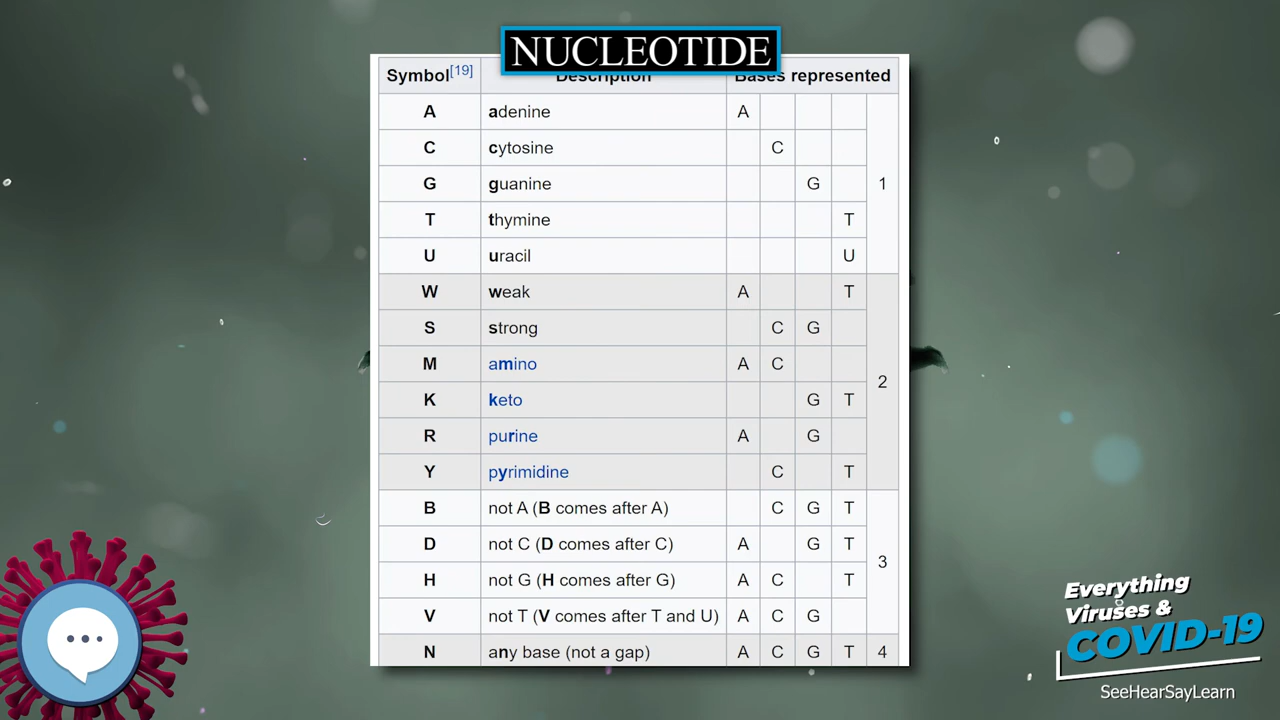 NUCLEOTIDE
Symbol[19] Description Bases represented
A adenine A
C cytosine C
G guanine G 1
T thymine T
U uracil U
W weak A T
S strong C G
M amino A C
K keto G T 2
R purine A G
Y pyrimidine C T
B not A (B comes after A) C G T
D not C (D comes after C) A G T
H not G (H comes after G) A C T 3
V not T (V comes after T and U) A C G
N any base (not a gap) A C G T 4
Everything
Viruses &
COVID-19
SeeHearSayLearn